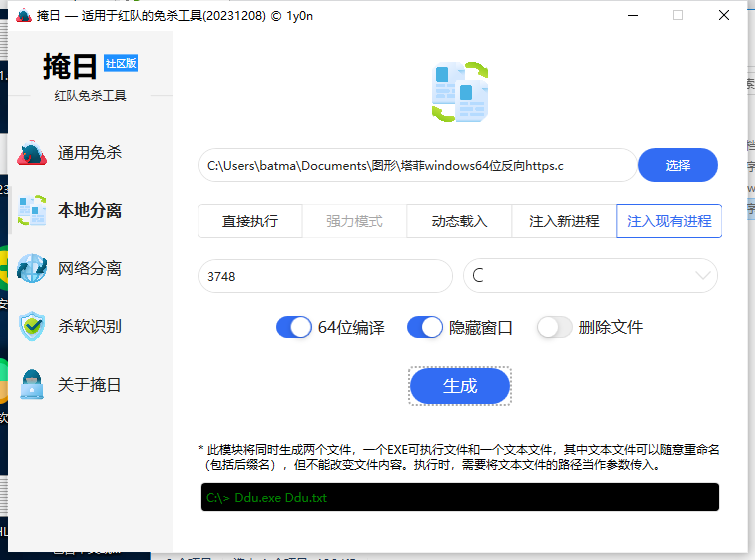 掩日 — 适用于红队的免杀工具(20231208) © 1y0n
掩日 社区版
红队免杀工具
通用免杀
本地分离
网络分离
杀软识别
关于掩日
C:\Users\batma\Documents\图形\塔菲windows64位反向https.c
选择
直接执行 强力模式 动态载入 注入新进程 注入现有进程
3748
C
64位编译 隐藏窗口 删除文件
生成
* 此模块将同时生成两个文件，一个EXE可执行文件和一个文本文件，其中文本文件可以随意重命名
（包括后缀名），但不能改变文件内容。执行时，需要将文本文件的路径当作参数传入。
C:\> Ddu.exe Ddu.txt